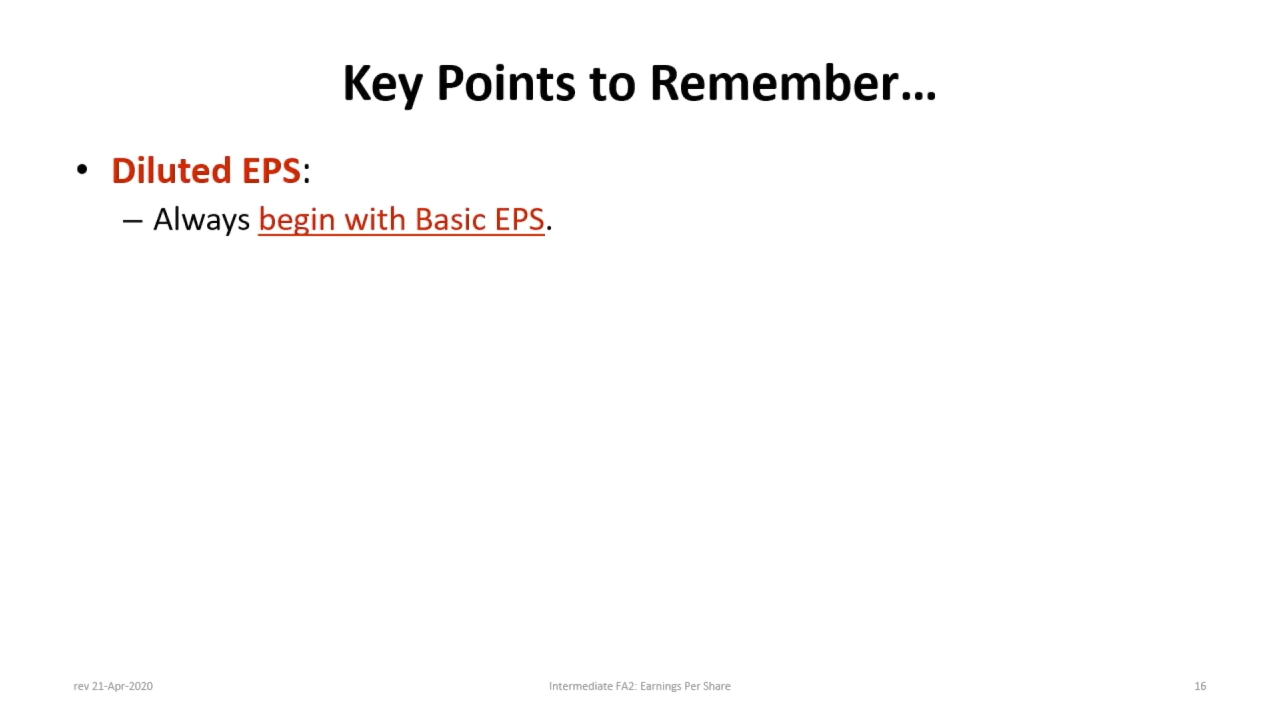 Key Points to Remember…
• Diluted EPS:
– Always begin with Basic EPS.
rev 21-Apr-2020
Intermediate FA2: Earnings Per Share
16